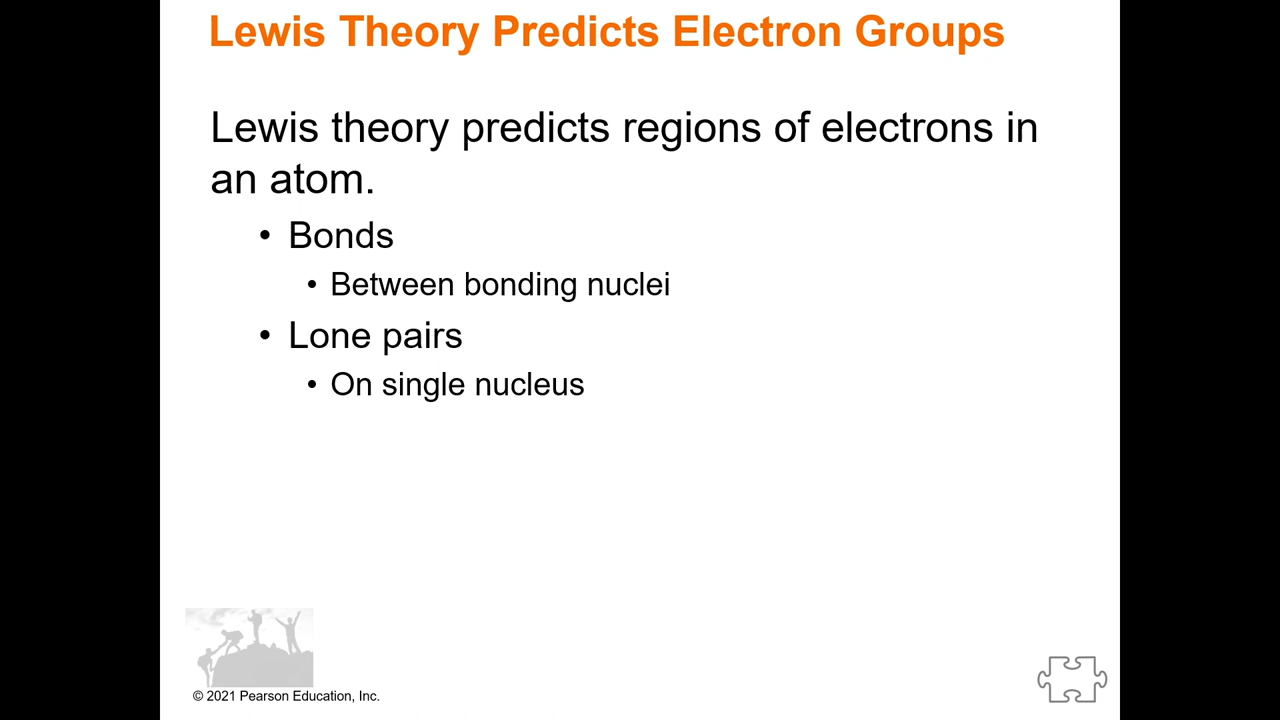 Lewis Theory Predicts Electron Groups
Lewis theory predicts regions of electrons in
an atom.
• Bonds
• Between bonding nuclei
• Lone pairs
• On single nucleus
© 2021 Pearson Education, Inc.